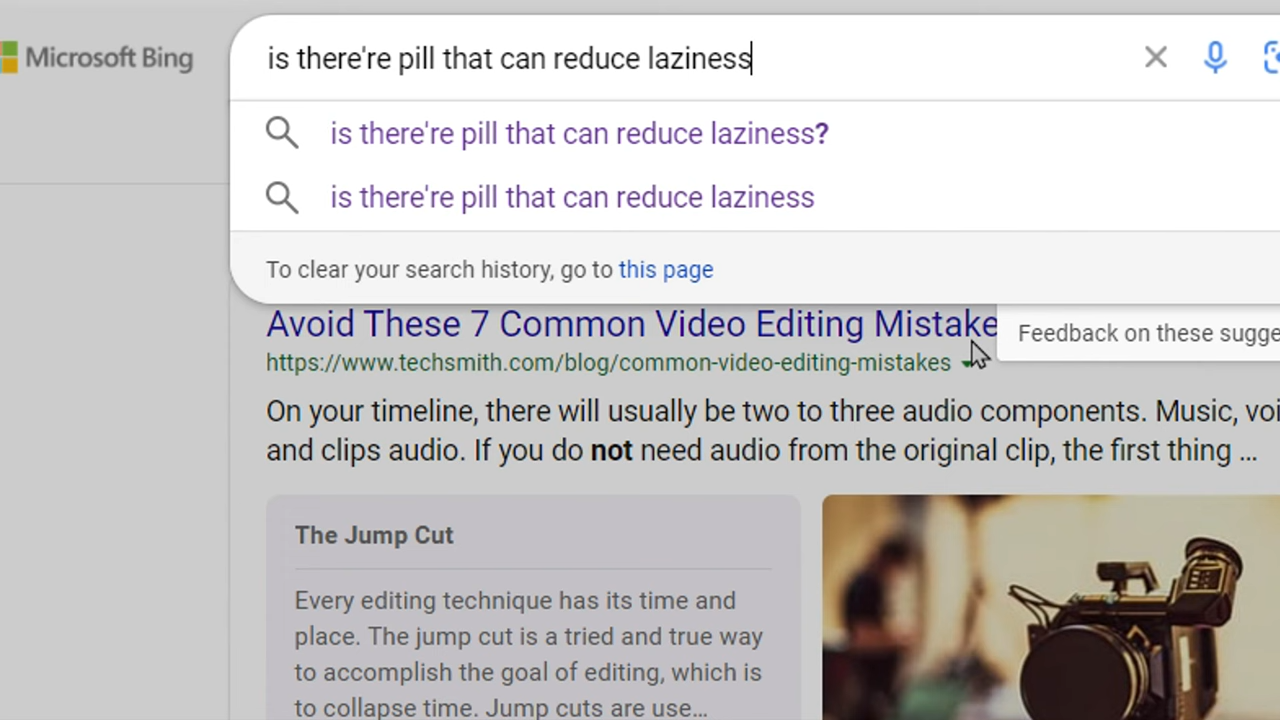 Microsoft Bing
is there're pill that can reduce laziness
is there're pill that can reduce laziness?
is there're pill that can reduce laziness
To clear your search history, go to this page
Avoid These 7 Common Video Editing Mistake
Feedback on these sugge
https://www.techsmith.com/blog/common-video-editing-mistakes
On your timeline, there will usually be two to three audio components. Music, voi
and clips audio. If you do not need audio from the original clip, the first thing ...
The Jump Cut
Every editing technique has its time and
place. The jump cut is a tried and true way
to accomplish the goal of editing, which is
to collapse time. Jump cuts are use...